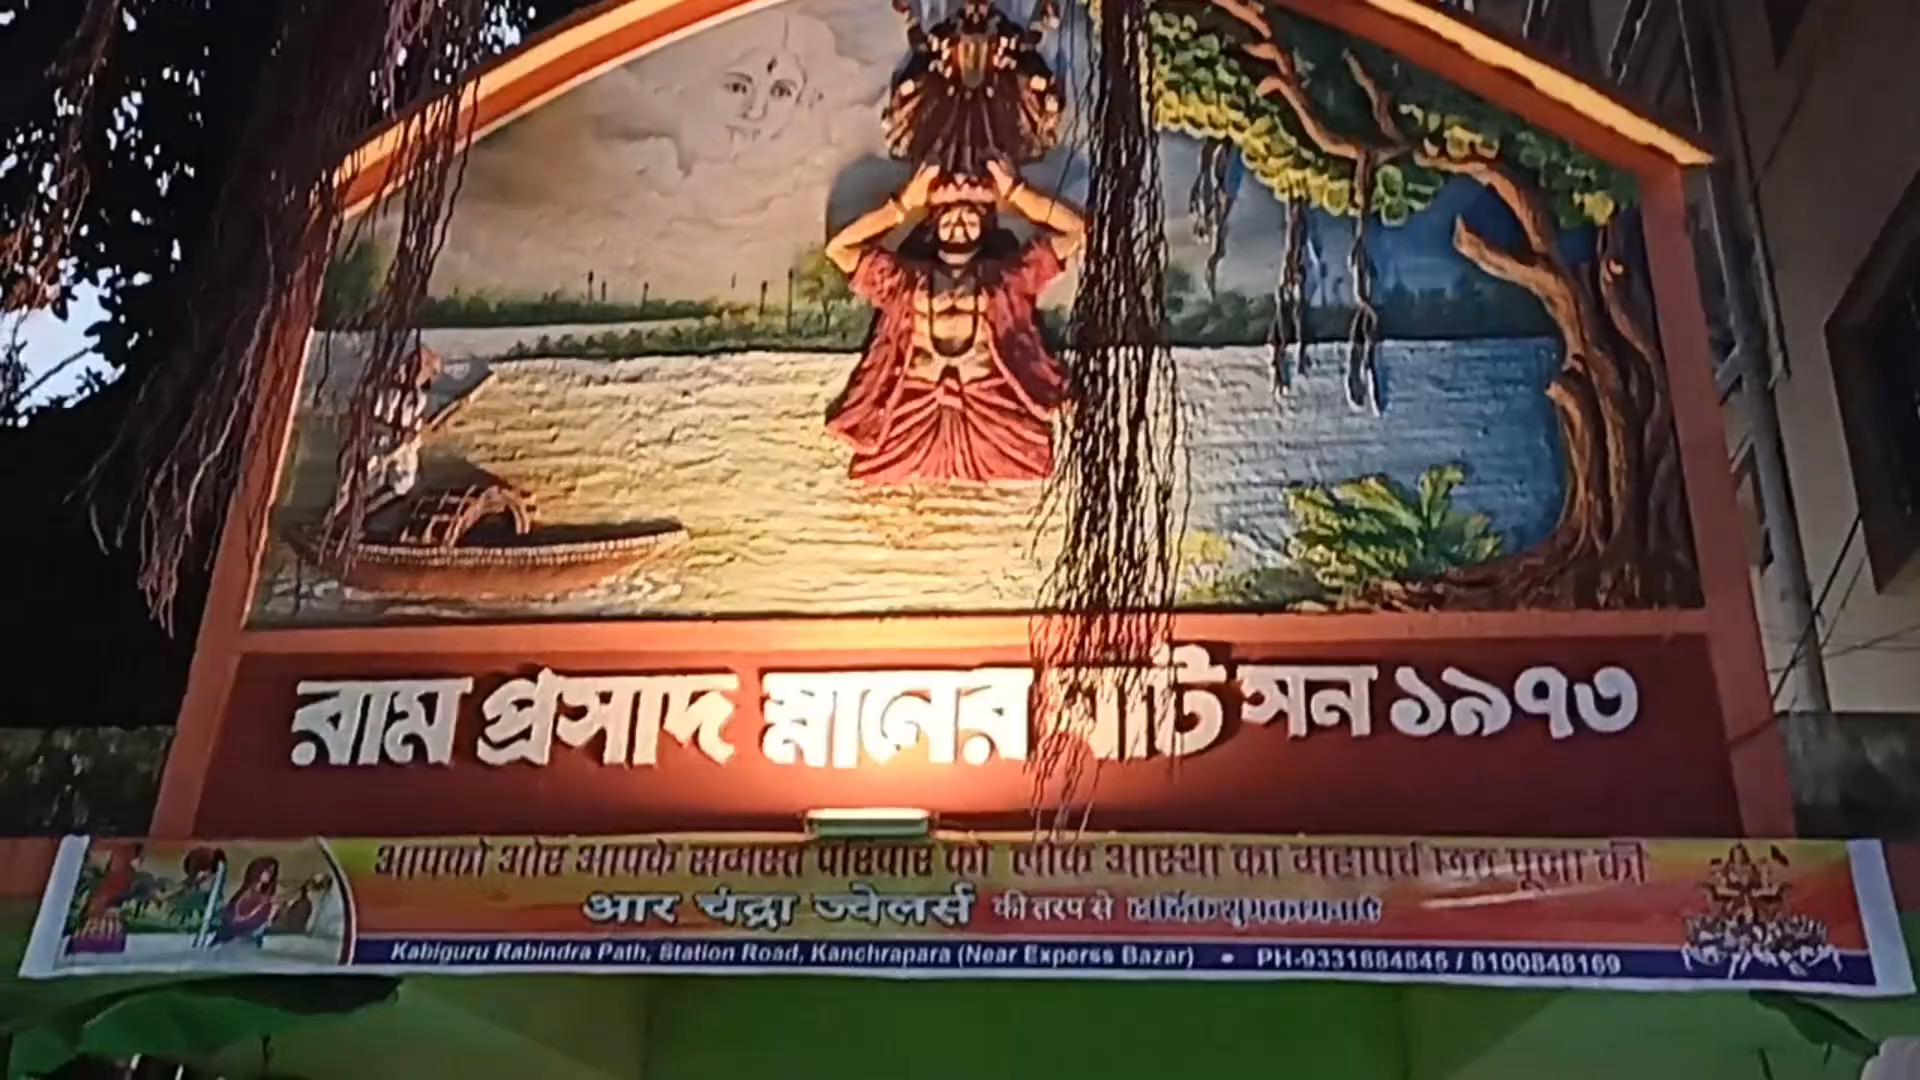 রাম প্রসাদ স্নানের ঘাট সন ১৯৭৩
आपको और आपके समस्त परिवार को लोक आस्था का महापर्व छठ पूजा की
आर चंद्रा ज्वेलर्स की तरफ से हार्दिक शुभकामनाएं
Kabiguru Rabindra Path, Station Road, Kanchrapara (Near Experss Bazar) • PH-9331884845 / 8100848169